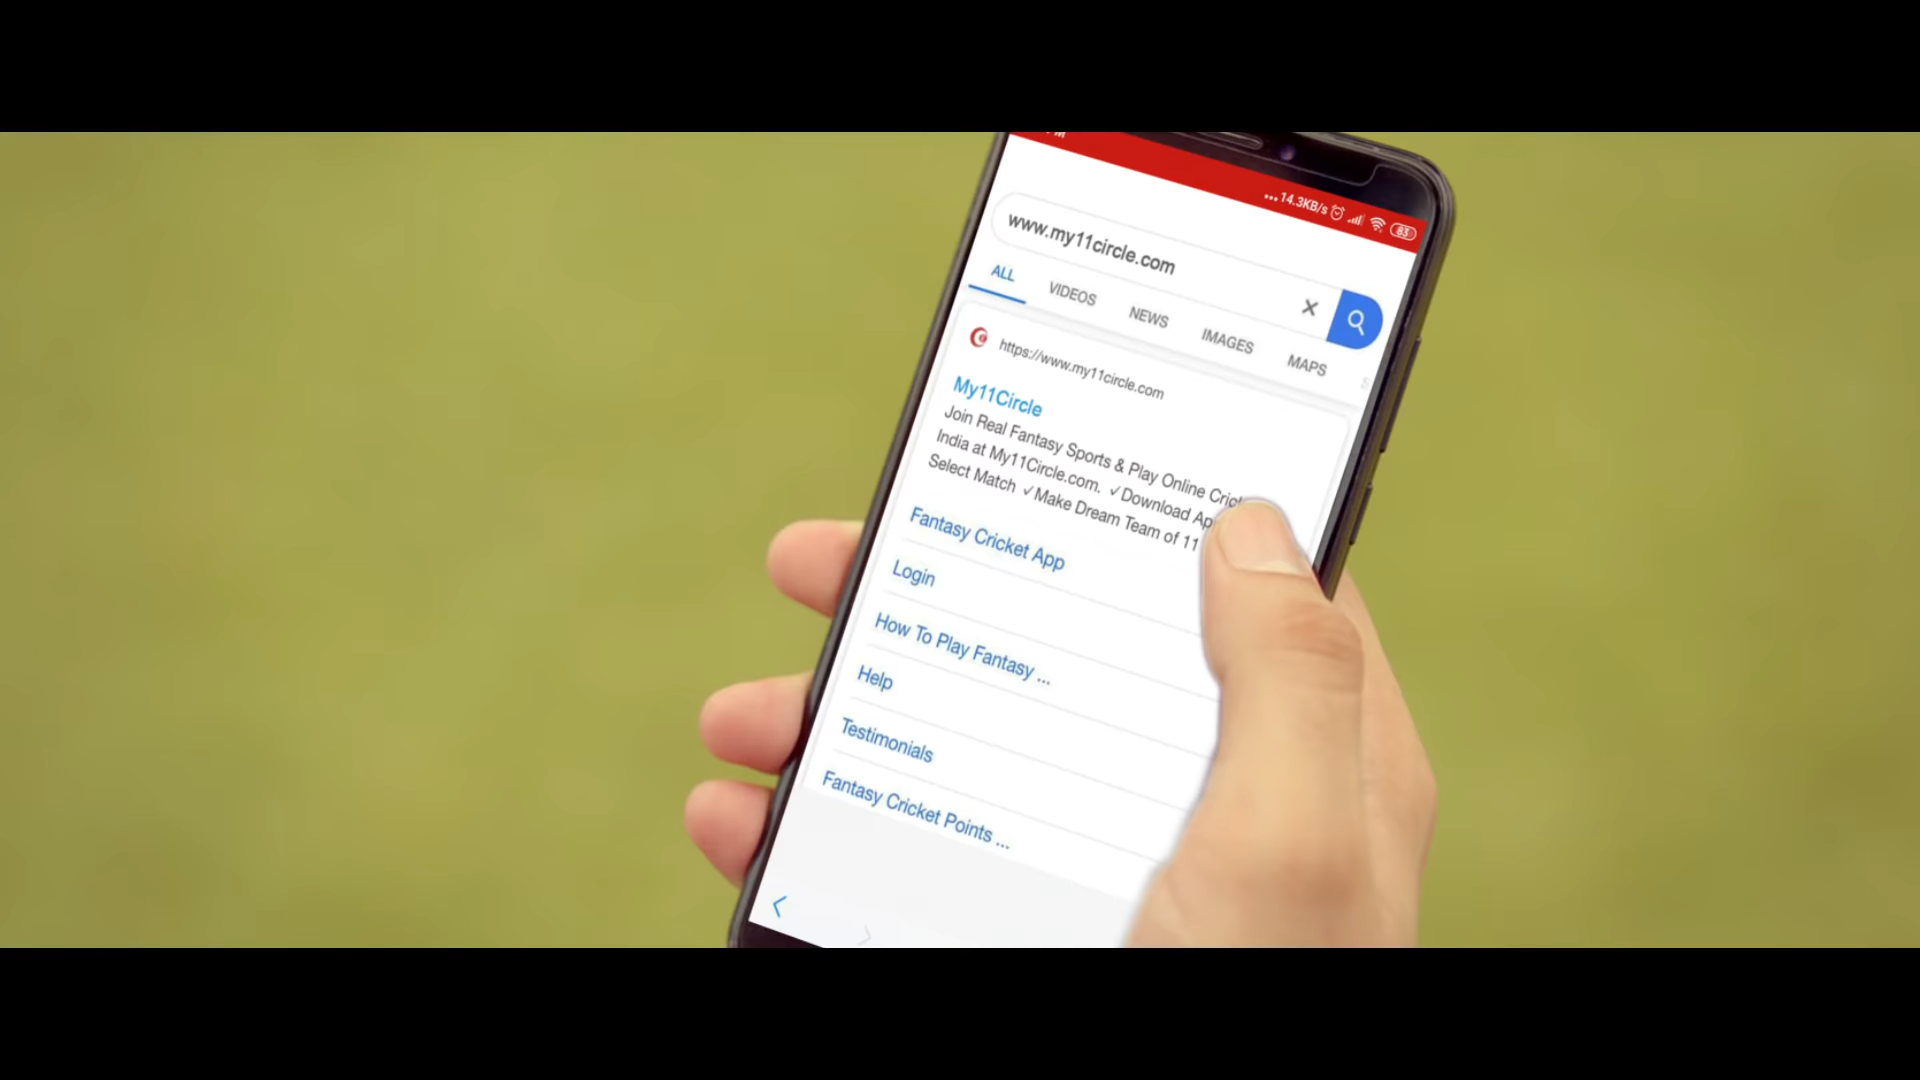 14.3KB/s
83
www.my11circle.com
ALL VIDEOS NEWS IMAGES MAPS
https://www.my11circle.com
My11Circle
Join Real Fantasy Sports & Play Online
India at My11Circle.com. ✓Download
Select Match ✓Make Dream Team of 11
Fantasy Cricket App
Login
How To Play Fantasy ...
Help
Testimonials
Fantasy Cricket Points ...